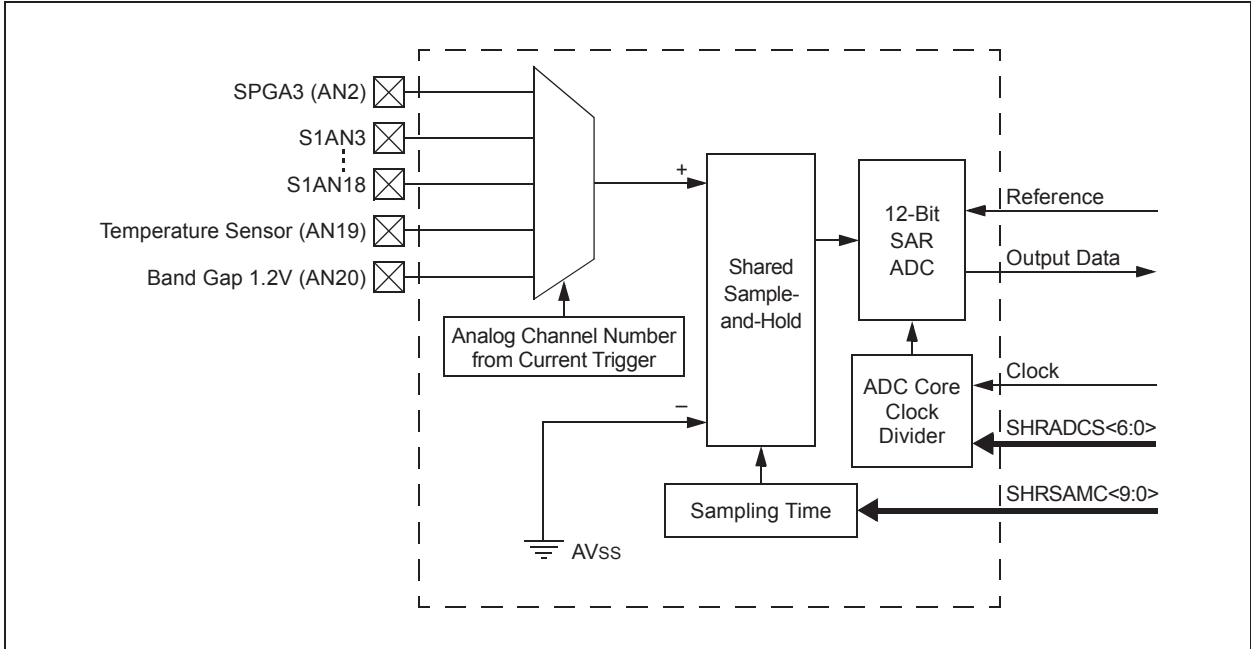 SPGA3 (AN2)
S1AN3
S1AN18
Temperature Sensor (AN19)
Band Gap 1.2V (AN20)
Analog Channel Number
from Current Trigger
+
–
AVSS
Shared
Sample-
and-Hold
Sampling Time
12-Bit
SAR
ADC
ADC Core
Clock
Divider
Reference
Output Data
Clock
SHRADCS<6:0>
SHRSAMC<9:0>